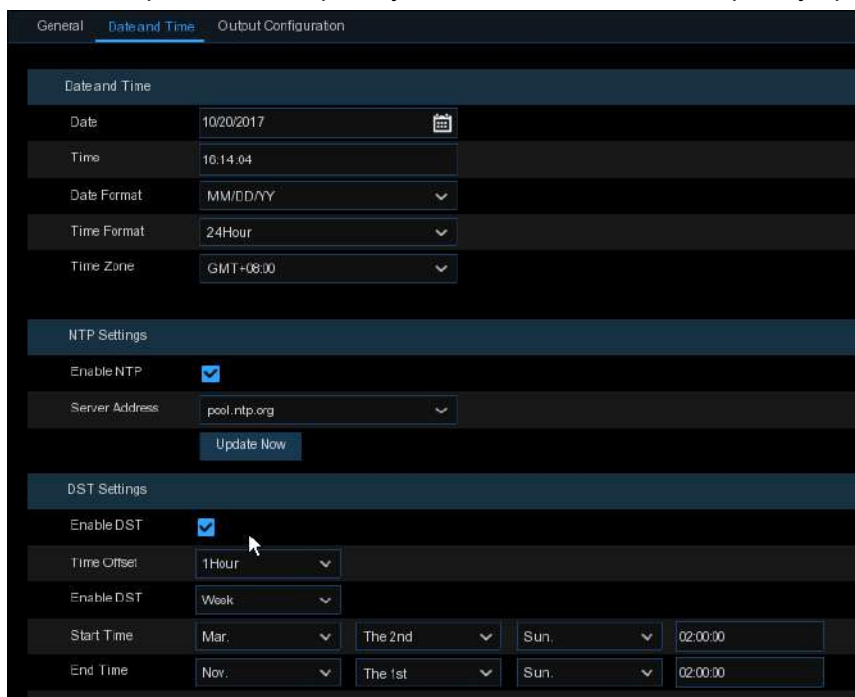 General Date and Time Output Configuration
Date and Time
Date 10/20/2017
Time 16:14:04
Date Format MM/DD/YY
Time Format 24Hour
Time Zone GMT+08:00
NTP Settings
Enable NTP
Server Address pool.ntp.org
Update Now
DST Settings
Enable DST
Time Offset 1Hour
Enable DST Week
Start Time Mar. The 2nd Sun. 02:00:00
End Time Nov. The 1st Sun. 02:00:00